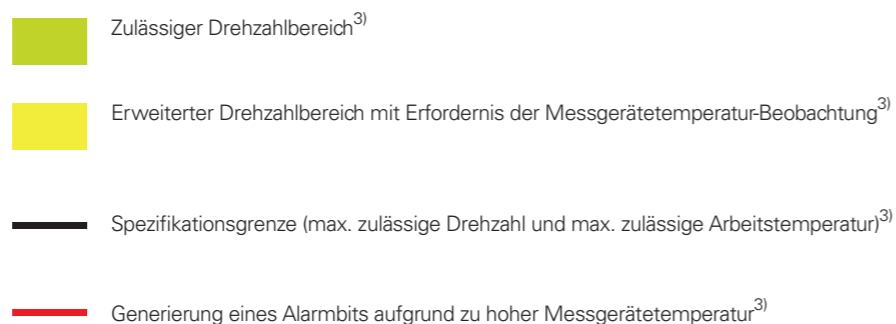 Zulässiger Drehzahlbereich3)
Erweiterter Drehzahlbereich mit Erfordernis der Messgerätetemperatur-Beobachtung3)
Spezifikationsgrenze (max. zulässige Drehzahl und max. zulässige Arbeitstemperatur)3)
Generierung eines Alarmbits aufgrund zu hoher Messgerätetemperatur3)